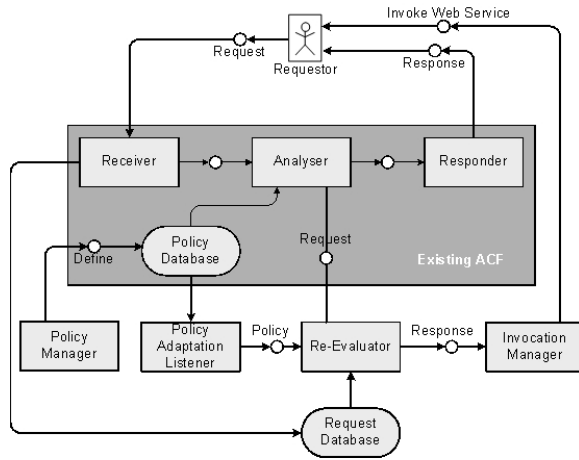 Invoke Web Service
Request
Requestor
Response
Receiver
Analyser
Responder
Policy
Database
Request
Define
Existing ACF
Policy
Manager
Policy
Adaptation
Listener
Policy
Re-Evaluator
Response
Invocation
Manager
Request
Database